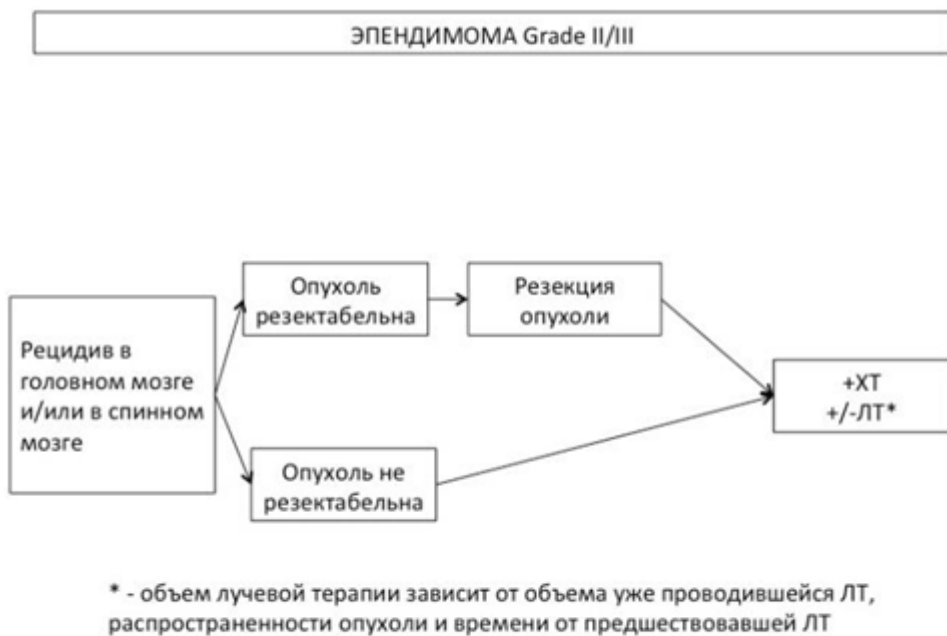 ЭПЕНДИМОМА Grade II/III
Опухоль
резектабельна
Резекция
опухоли
Рецидив в
головном мозге
и/или в спинном
мозге
+ХТ
+/-ЛТ*
Опухоль не
резектабельна
* - объем лучевой терапии зависит от объема уже проводившейся ЛТ,
распространенности опухоли и времени от предшествовавшей ЛТ